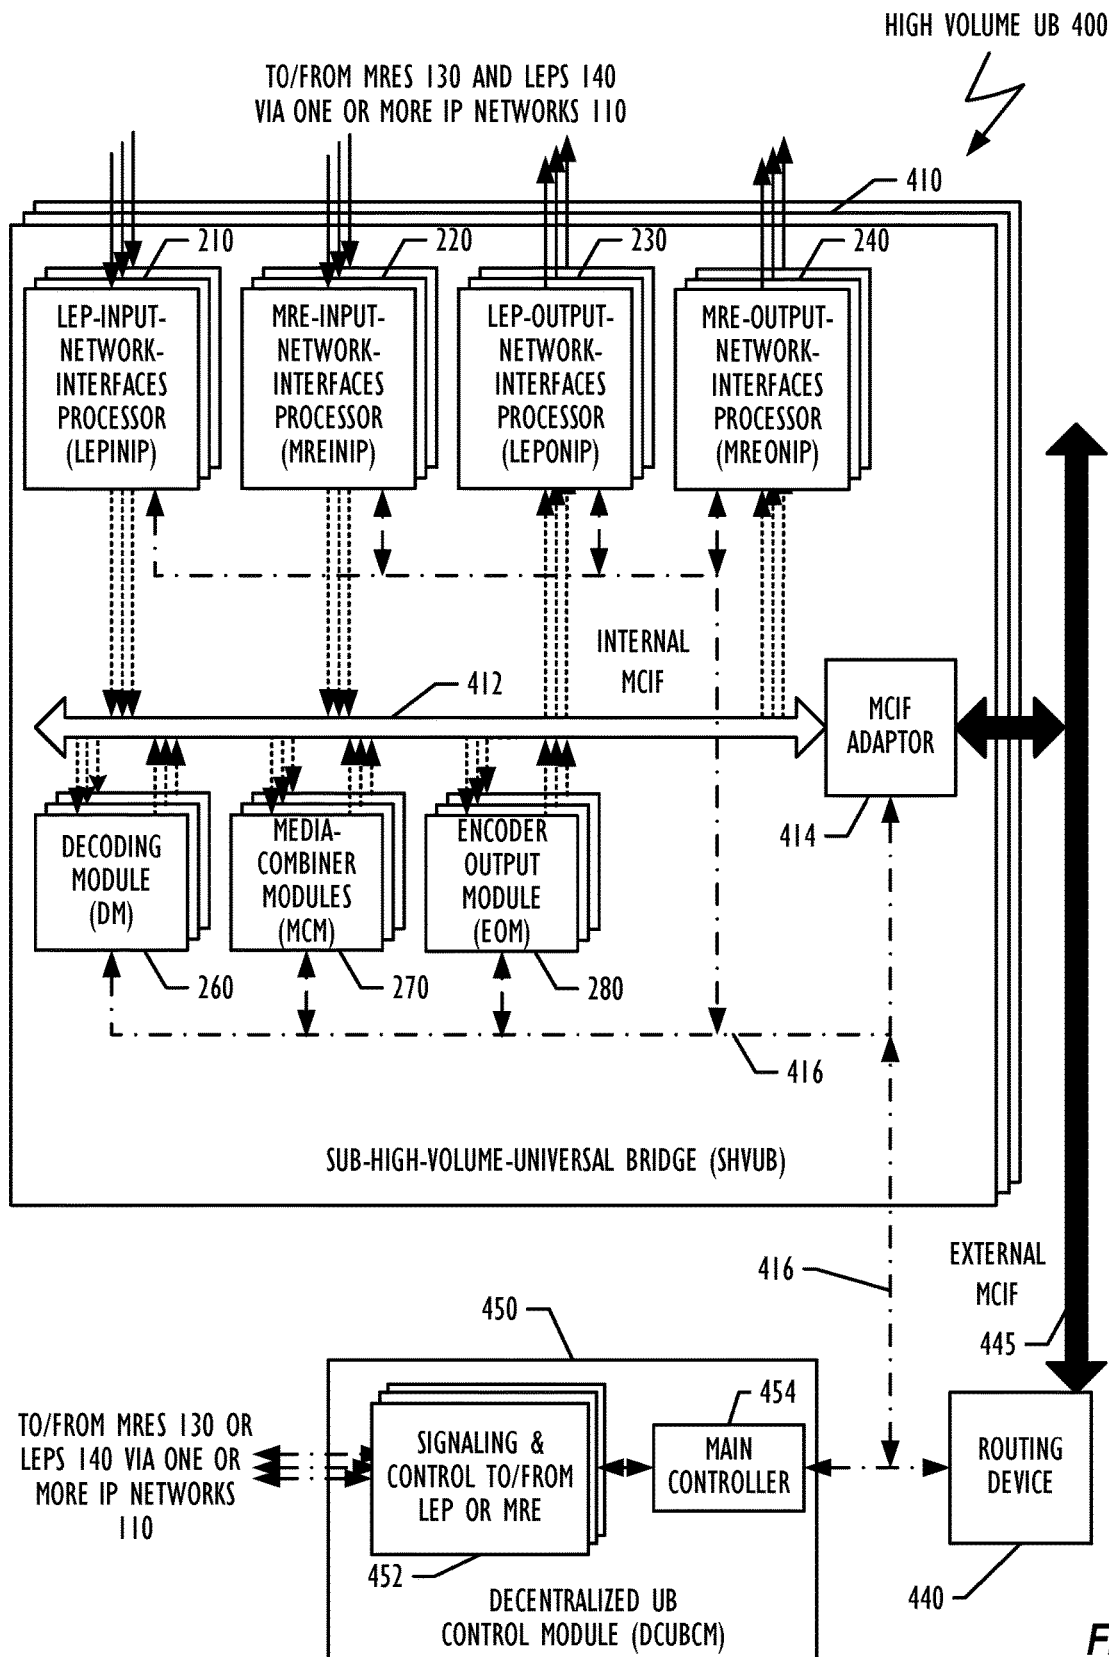 HIGH VOLUME UB 400
TO/FROM MRES 130 AND LEPS 140
VIA ONE OR MORE IP NETWORKS 110
410
210
220
230
240
LEP-INPUT-
NETWORK-
INTERFACES
PROCESSOR
(LEPINIP)
MRE-INPUT-
NETWORK-
INTERFACES
PROCESSOR
(MREINIP)
LEP-OUTPUT-
NETWORK-
INTERFACES
PROCESSOR
(LEPONIP)
MRE-OUTPUT-
NETWORK-
INTERFACES
PROCESSOR
(MREONIP)
INTERNAL
MCIF
412
MCIF
ADAPTOR
414
DECODING
MODULE
(DM)
MEDIA-
COMBINER
MODULES
(MCM)
ENCODER
OUTPUT
MODULE
(EOM)
260
270
280
416
SUB-HIGH-VOLUME-UNIVERSAL BRIDGE (SHVUB)
416
EXTERNAL
MCIF
445
450
TO/FROM MRES 130 OR
LEPS 140 VIA ONE OR
MORE IP NETWORKS
110
SIGNALING &
CONTROL TO/FROM
LEP OR MRE
452
454
MAIN
CONTROLLER
ROUTING
DEVICE
440
DECENTRALIZED UB
CONTROL MODULE (DCUBCM)